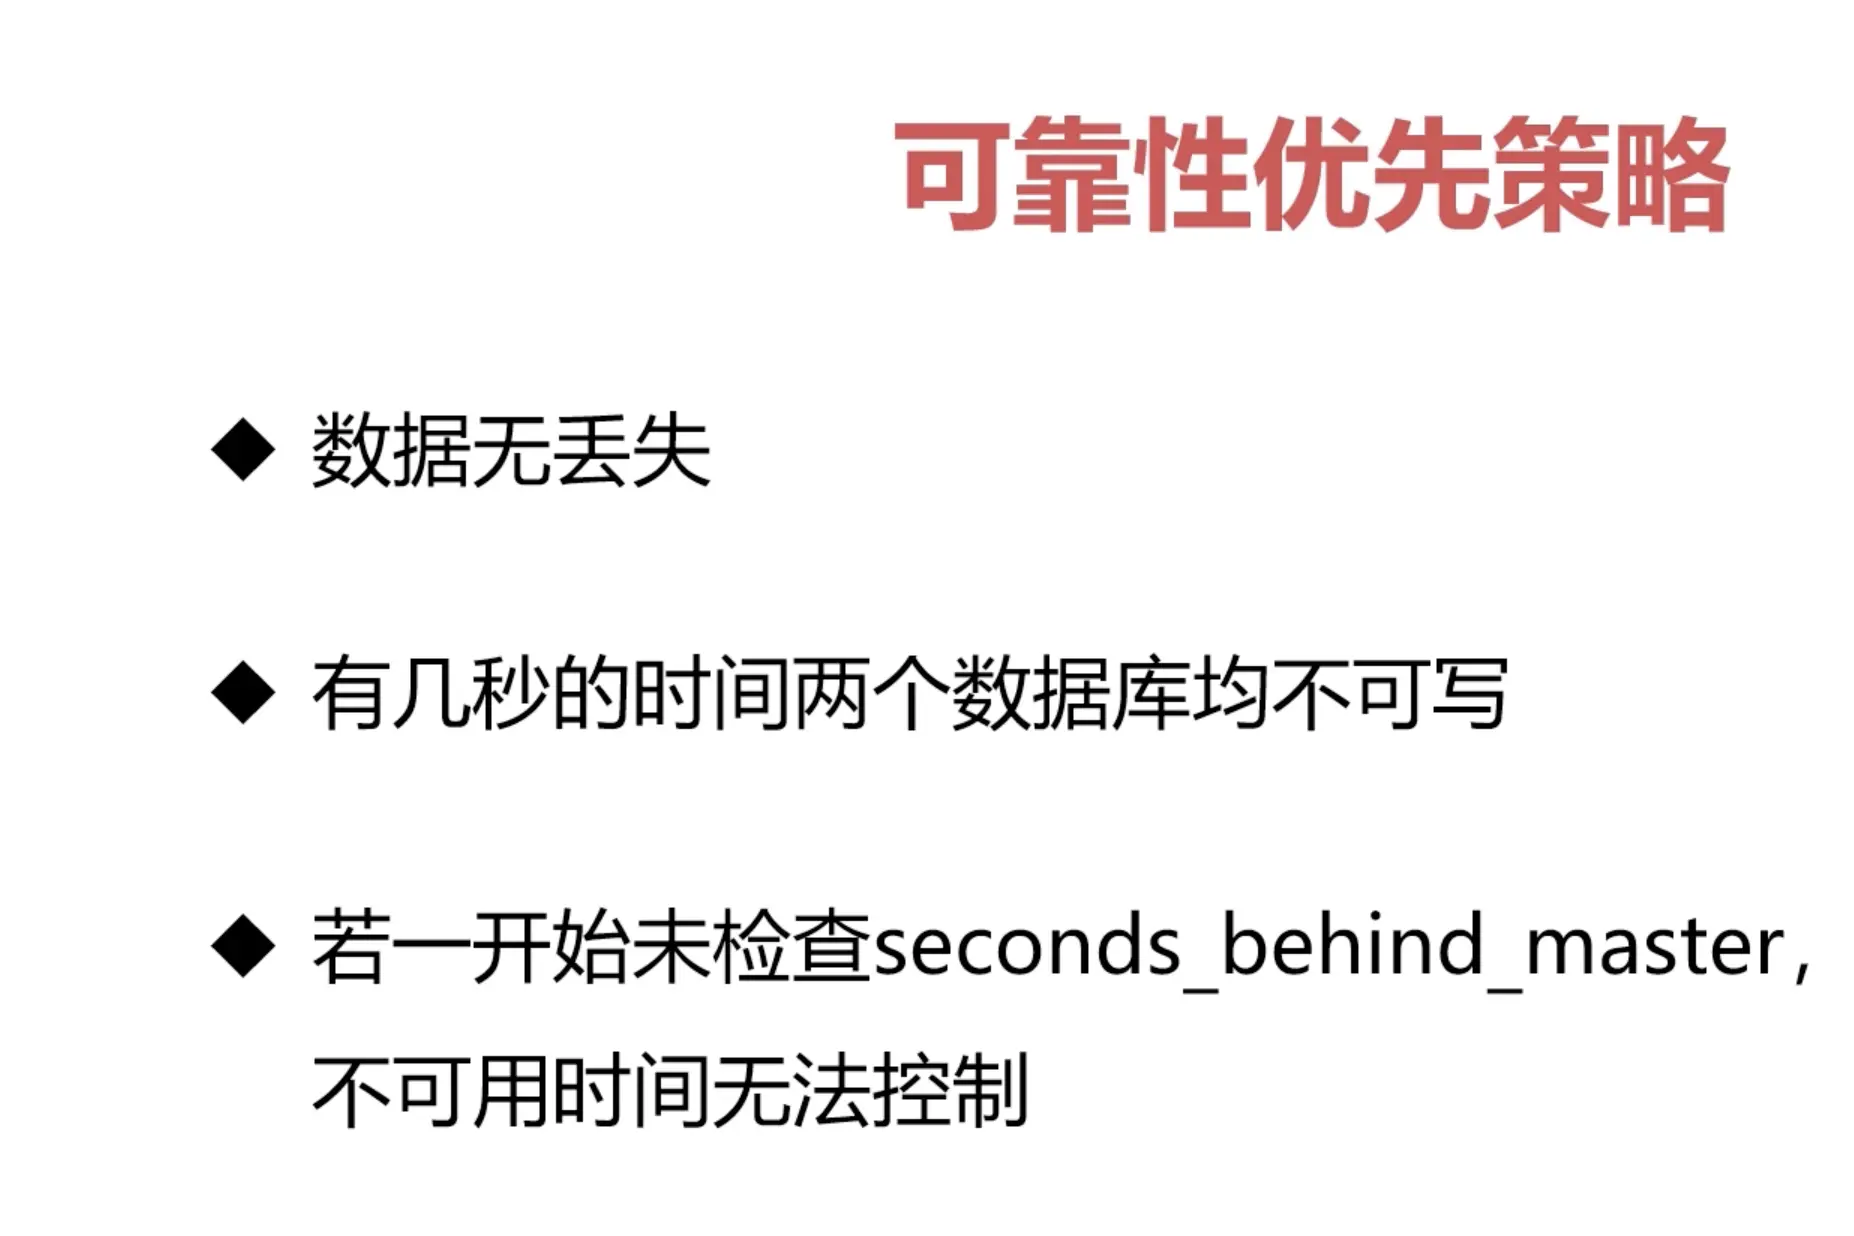 可靠性优先策略
◆ 数据无丢失
◆ 有几秒的时间两个数据库均不可写
◆ 若一开始未检查seconds_behind_master，
不可用时间无法控制